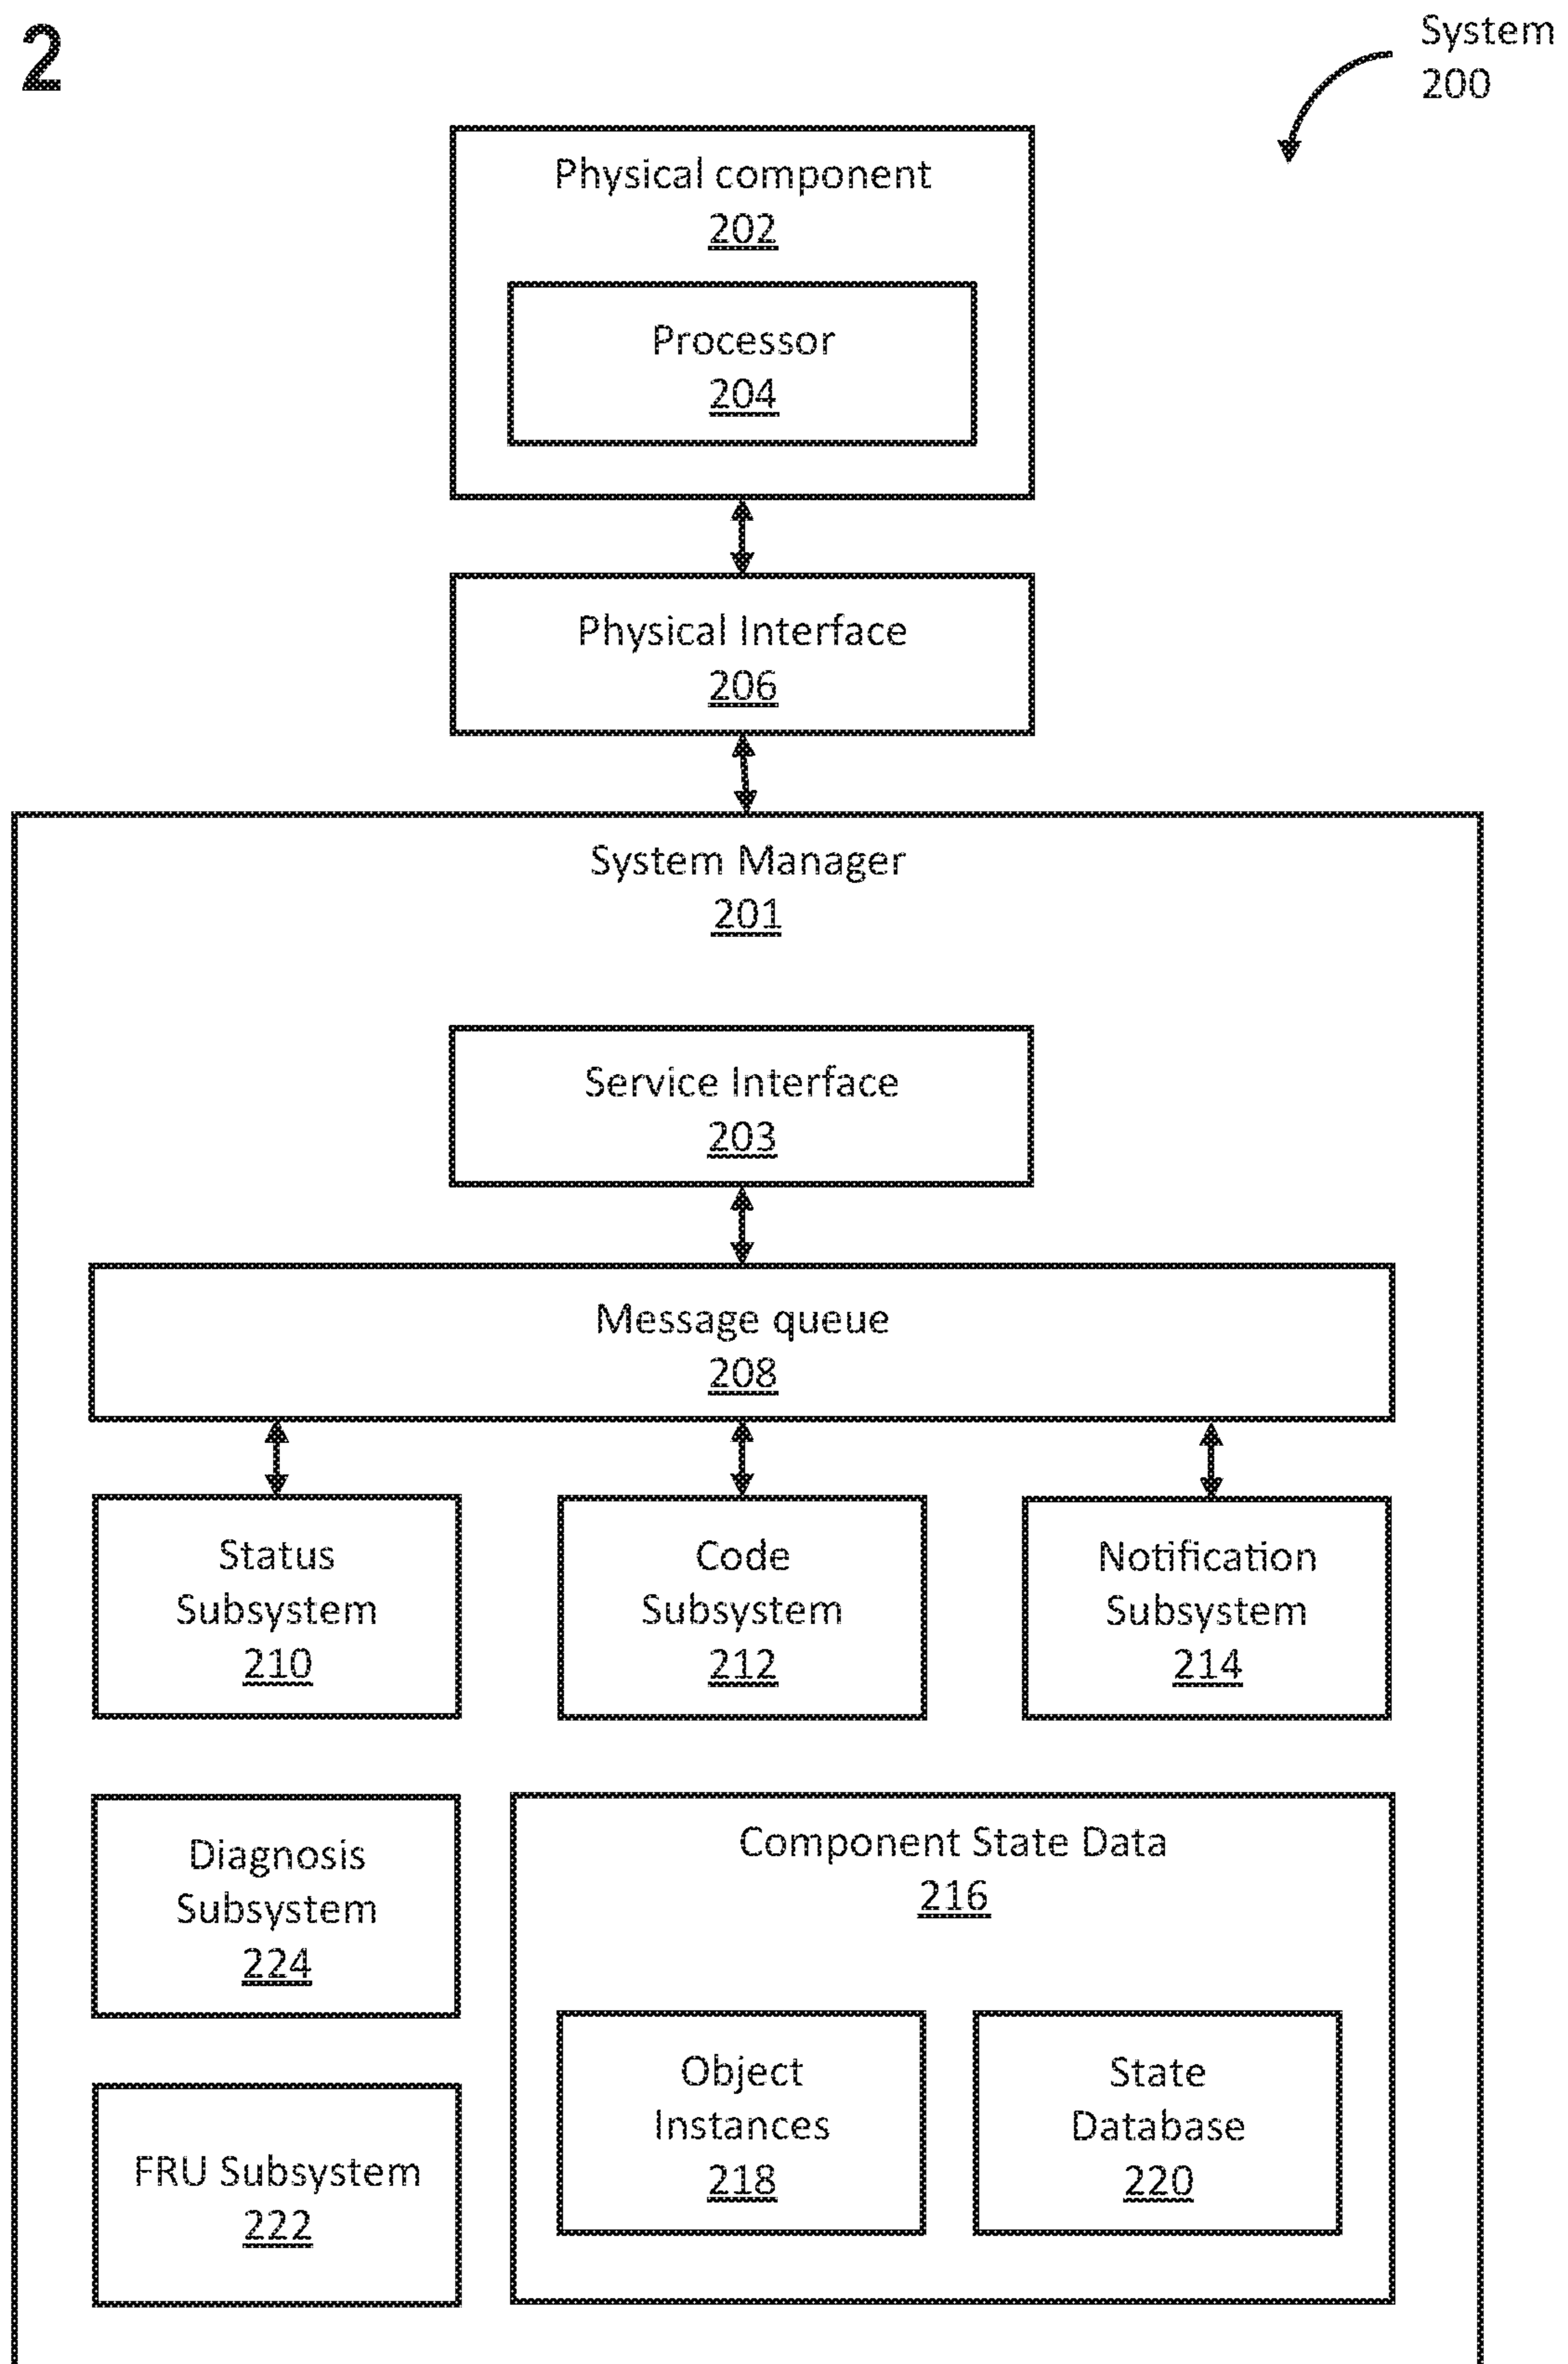 2
System
200
Physical component
202
Processor
204
Physical Interface
206
System Manager
201
Service Interface
203
Message queue
208
Status
Subsystem
210
Code
Subsystem
212
Notification
Subsystem
214
Diagnosis
Subsystem
224
Component State Data
216
Object
Instances
218
State
Database
220
FRU Subsystem
222